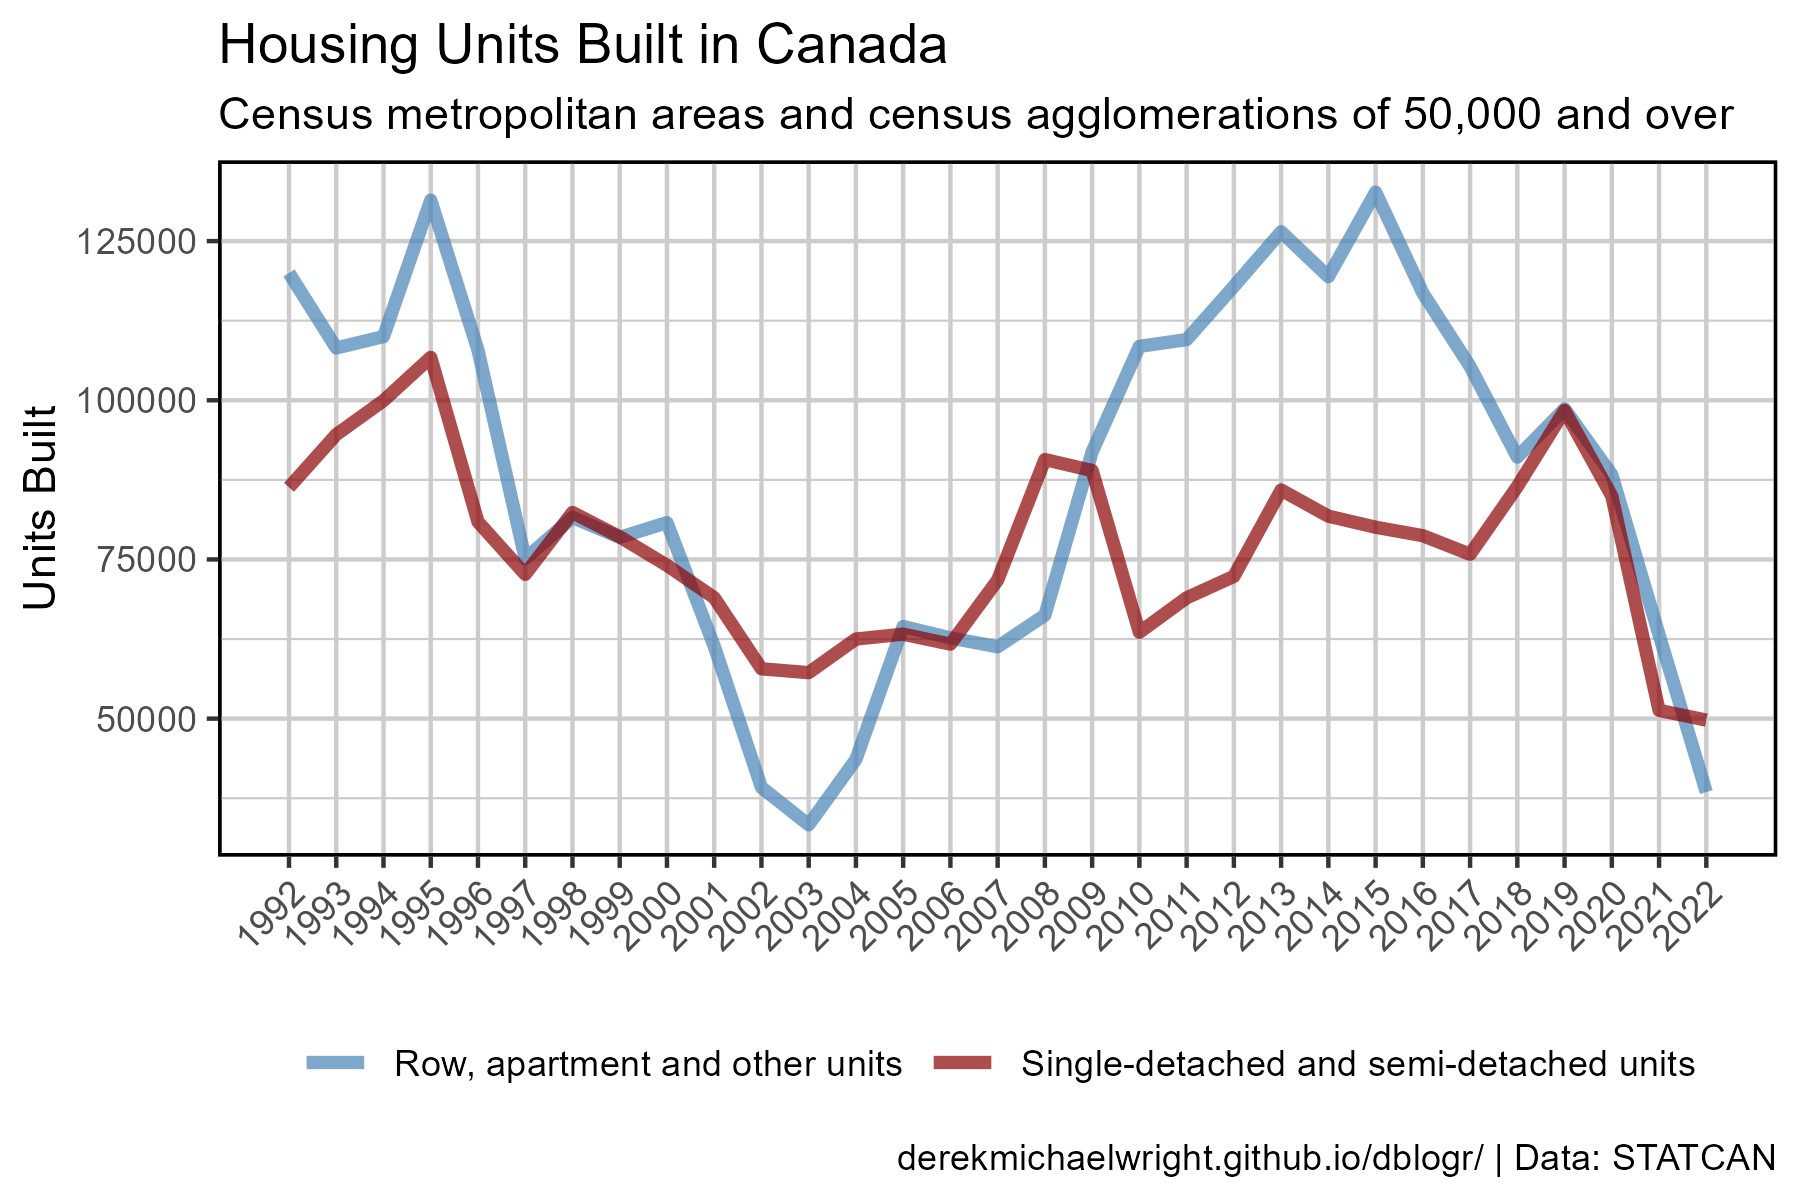 Housing Units Built in Canada
Census metropolitan areas and census agglomerations of 50,000 and over
Units Built
125000
100000
75000
50000
1992 1993 1994 1995 1996 1997 1998 1999 2000 2001 2002 2003 2004 2005 2006 2007 2008 2009 2010 2011 2012 2013 2014 2015 2016 2017 2018 2019 2020 2021 2022
Row, apartment and other units Single-detached and semi-detached units
derekmichaelwright.github.io/dblogr/ | Data: STATCAN